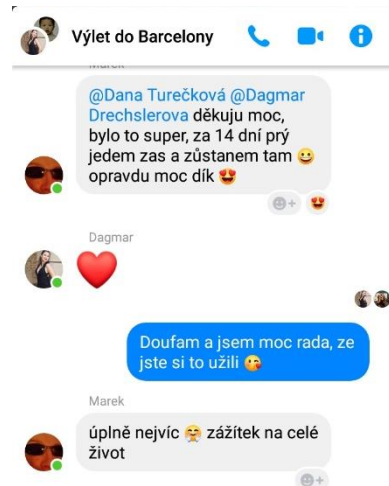 Výlet do Barcelony
Marek
@Dana Turečková @Dagmar
Drechslerova děkuju moc,
bylo to super, za 14 dní prý
jedem zas a zůstanem tam 😀
opravdu moc dík 😍
Dagmar
❤️
Doufam a jsem moc rada, ze
jste si to užili 😘
Marek
úplně nejvíc 🤗 zážítek na celé
život